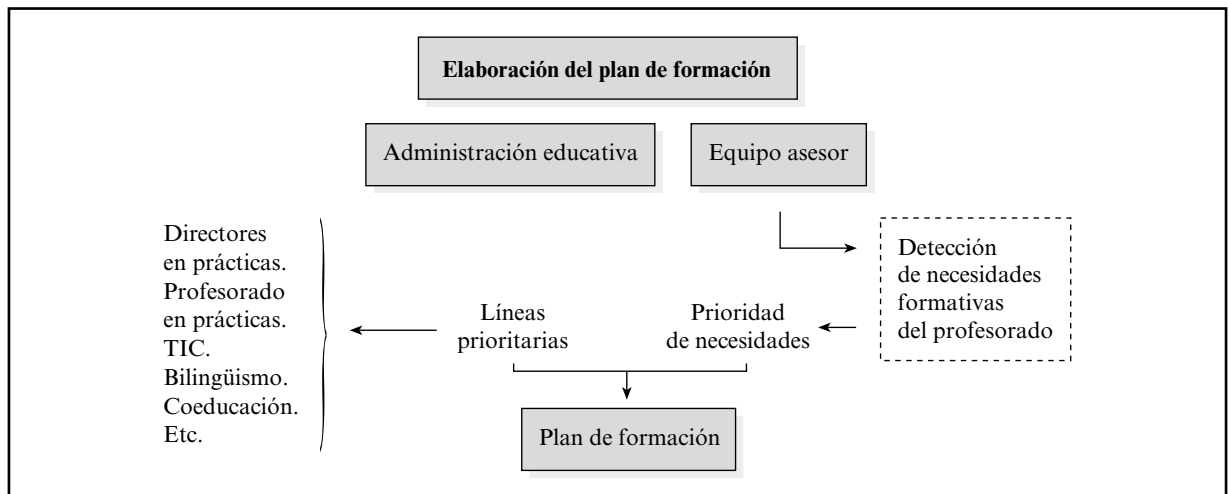 Elaboración del plan de formación
Administración educativa
Equipo asesor
Directores
en prácticas.
Profesorado
en prácticas.
TIC.
Bilingüismo.
Coeducación.
Etc.
Líneas
prioritarias
Prioridad
de necesidades
Detección
de necesidades
formativas
del profesorado
Plan de formación